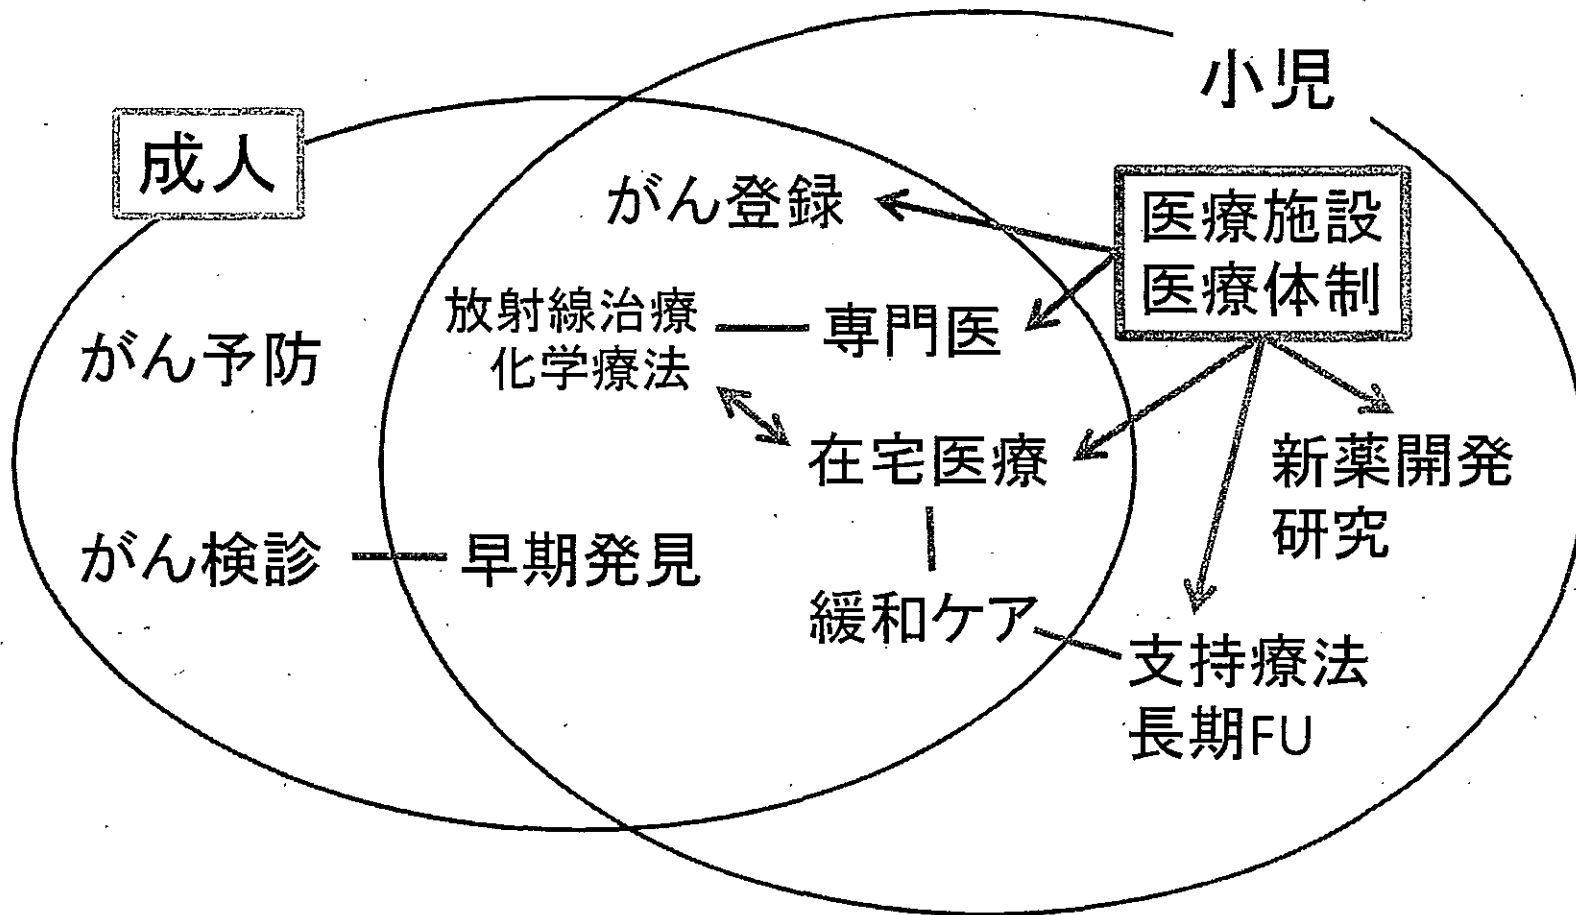 小児
成人
がん登録
医療施設
医療体制
放射線治療
化学療法
専門医
がん予防
在宅医療
新薬開発
研究
がん検診
早期発見
緩和ケア
支持療法
長期FU